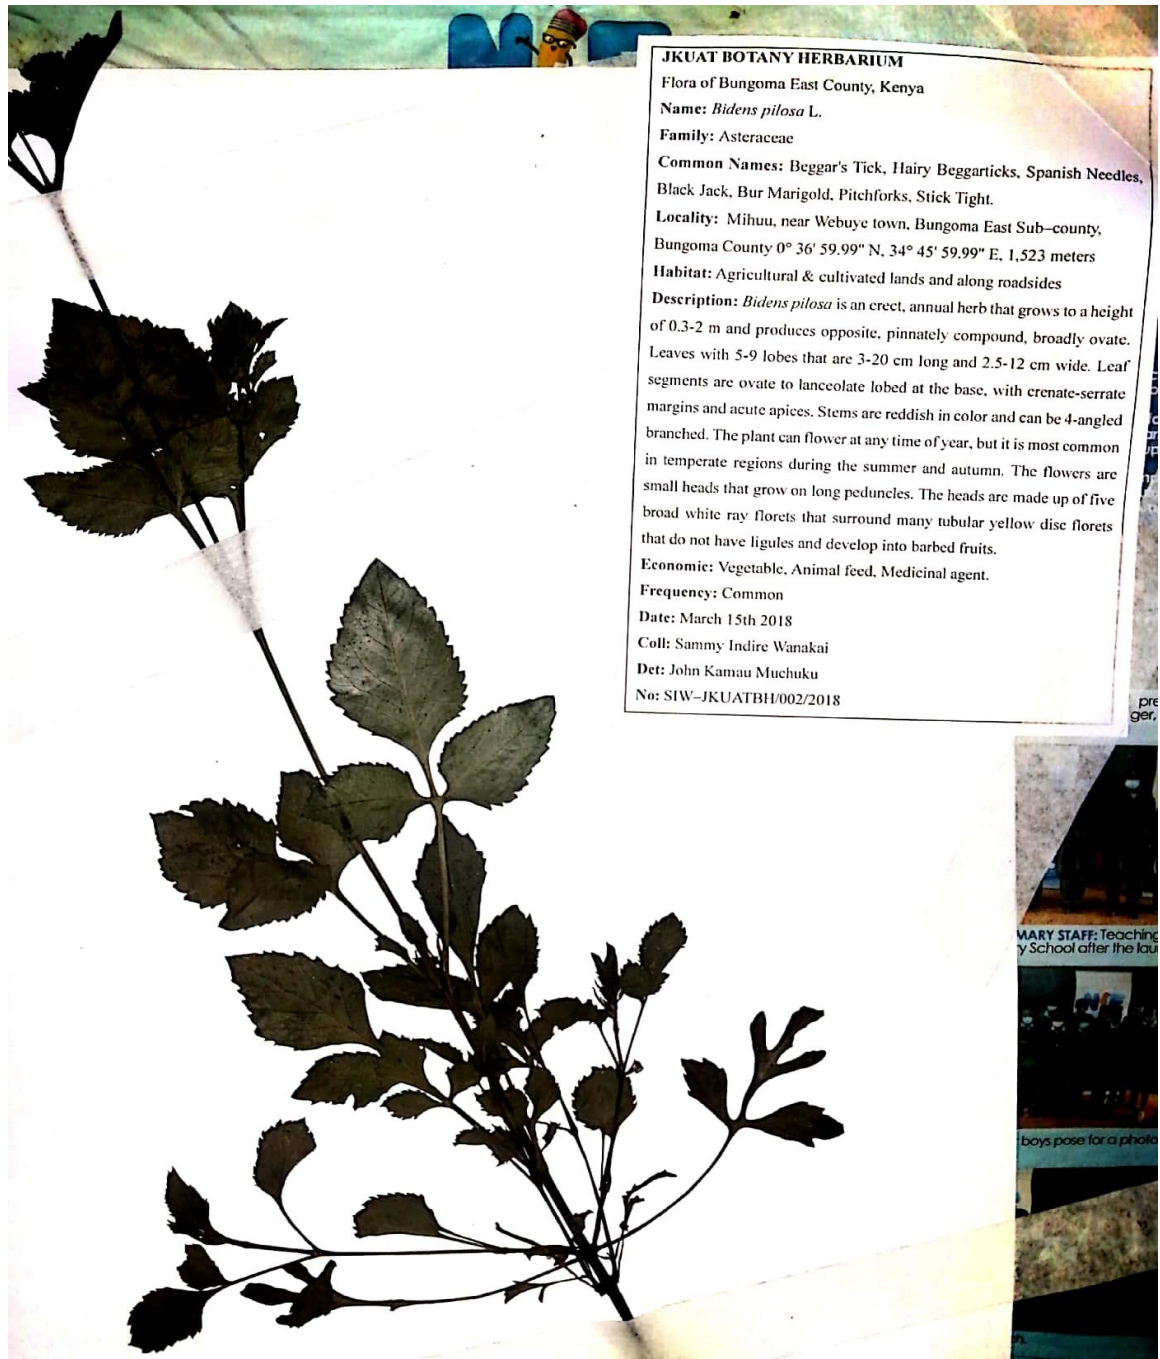 JKUAT BOTANY HERBARIUM
Flora of Bungoma East County, Kenya
Name: Bidens pilosa L.
Family: Asteraceae
Common Names: Beggar's Tick, Hairy Beggarticks, Spanish Needles,
Black Jack, Bur Marigold, Pitchforks, Stick Tight.
Locality: Mihuu, near Webuye town, Bungoma East Sub–county,
Bungoma County 0° 36' 59.99" N, 34° 45' 59.99" E, 1,523 meters
Habitat: Agricultural & cultivated lands and along roadsides
Description: Bidens pilosa is an erect, annual herb that grows to a height
of 0.3-2 m and produces opposite, pinnately compound, broadly ovate.
Leaves with 5-9 lobes that are 3-20 cm long and 2.5-12 cm wide. Leaf
segments are ovate to lanceolate lobed at the base, with crenate-serrate
margins and acute apices. Stems are reddish in color and can be 4-angled
branched. The plant can flower at any time of year, but it is most common
in temperate regions during the summer and autumn. The flowers are
small heads that grow on long peduncles. The heads are made up of five
broad white ray florets that surround many tubular yellow disc florets
that do not have ligules and develop into barbed fruits.
Economic: Vegetable, Animal feed, Medicinal agent.
Frequency: Common
Date: March 15th 2018
Coll: Sammy Indire Wanakai
Det: John Kamau Muchuku
No: SIW–JKUATBH/002/2018
pre
ger,
MARY STAFF: Teaching
y School after the lau
boys pose for a photo